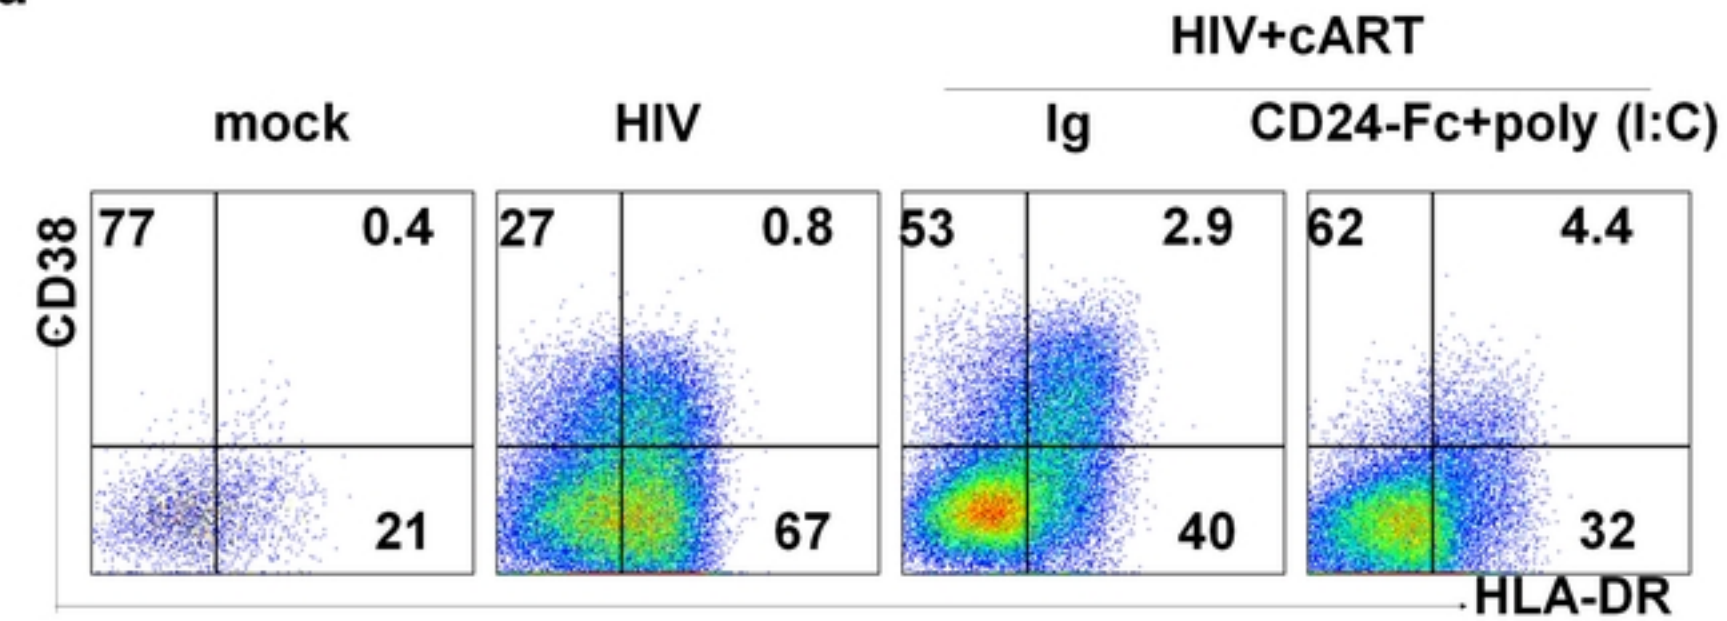 HIV+cART
mock HIV Ig CD24-Fc+poly (I:C)
77 0.4 27 0.8 53 2.9 62 4.4
CD38
21 67 40 32
HLA-DR